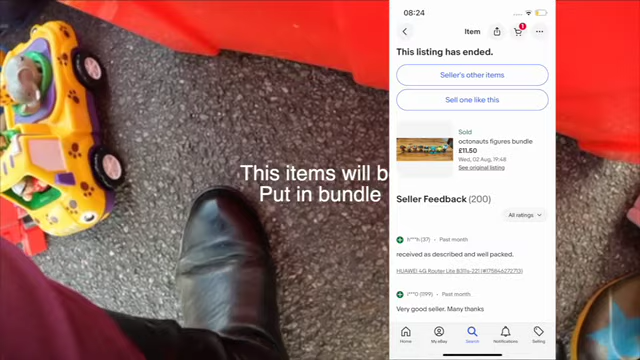 This items will b
Put in bundle
08:24
Item
1
This listing has ended.
Seller's other items
Sell one like this
Sold
octonauts figures bundle
£11.50
Wed, 02 Aug, 19:48
See original listing
Seller Feedback (200)
All ratings
h***h (37) • Past month
received as described and well packed.
Past month
Very good seller. Many thanks
Home
My eBay
Search
Notifications
Selling